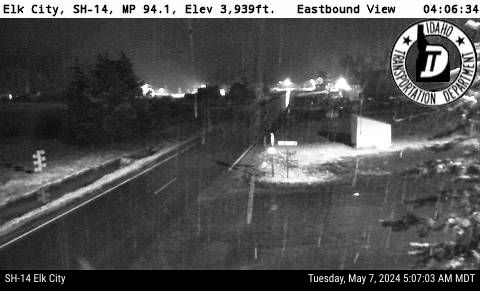 Elk City, SH-14, MP 94.1, Elev 3,939ft. Eastbound View 04:06:34
IDAHO
TRANSPORTATION DEPARTMENT
SH-14 Elk City Tuesday, May 7, 2024 5:07:03 AM MDT